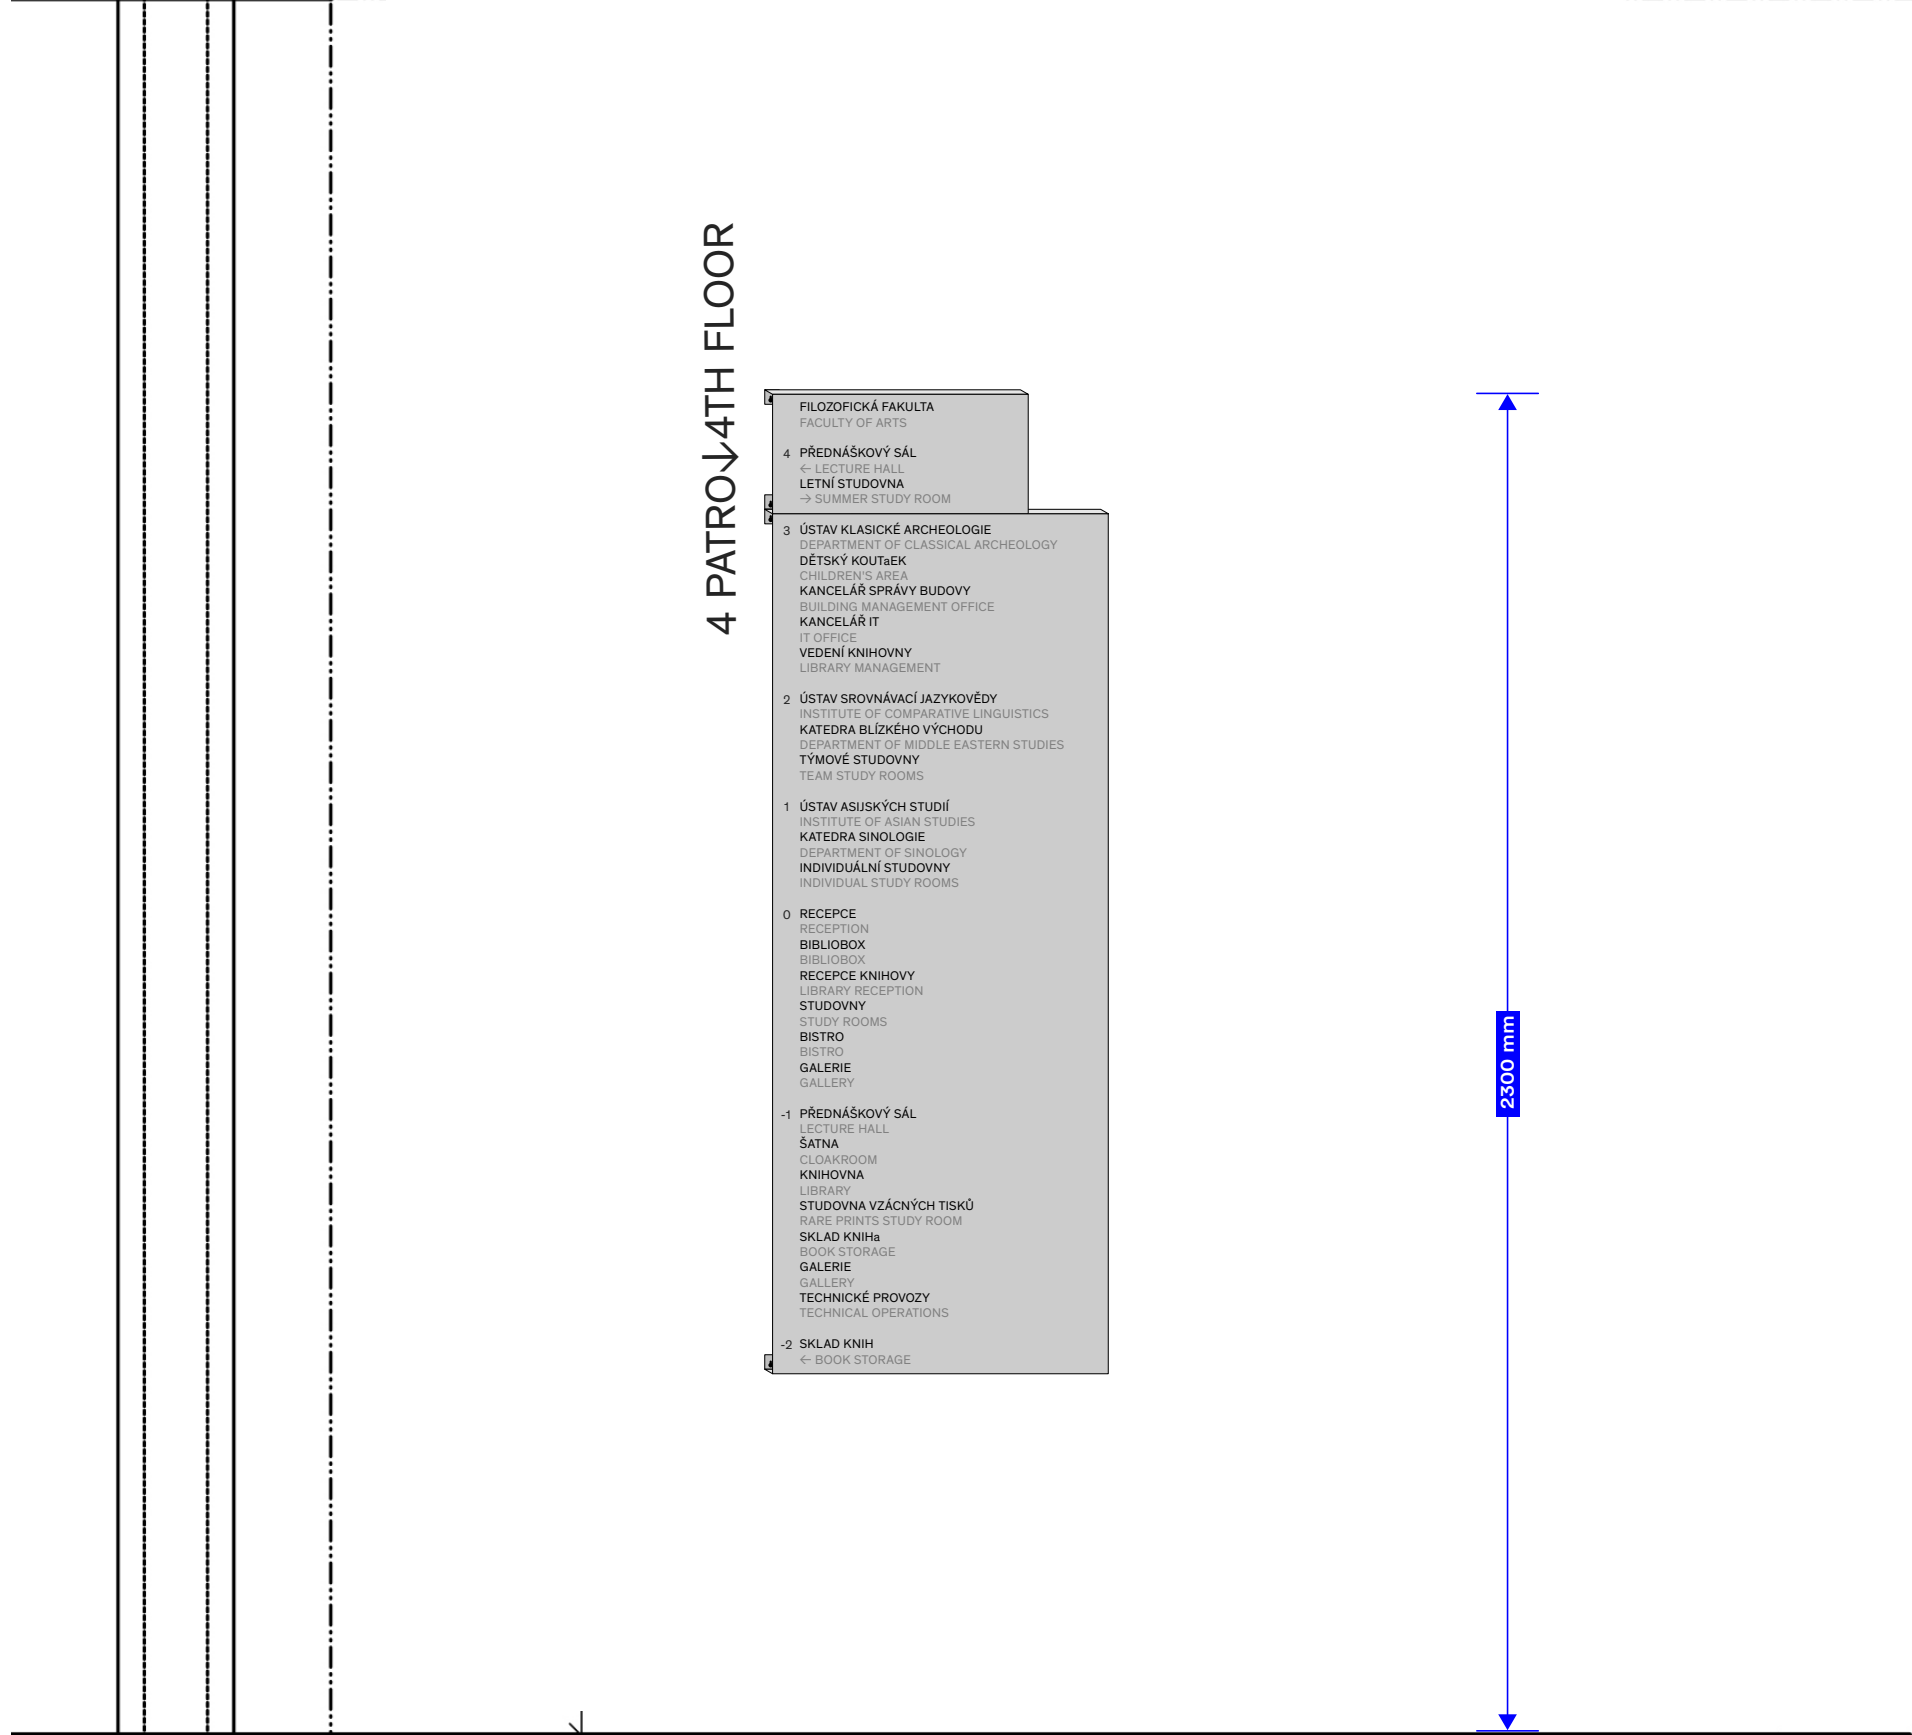 4 PATRO↓4TH FLOOR
FILOZOFICKÁ FAKULTA
FACULTY OF ARTS
4 PŘEDNÁŠKOVÝ SÁL
← LECTURE HALL
LETNÍ STUDOVNA
→ SUMMER STUDY ROOM
3 ÚSTAV KLASICKÉ ARCHEOLOGIE
DEPARTMENT OF CLASSICAL ARCHEOLOGY
DĚTSKÝ KOUTaEK
CHILDREN'S AREA
KANCELÁŘ SPRÁVY BUDOVY
BUILDING MANAGEMENT OFFICE
KANCELÁŘ IT
IT OFFICE
VEDENÍ KNIHOVNY
LIBRARY MANAGEMENT
2 ÚSTAV SROVNÁVACÍ JAZYKOVĚDY
INSTITUTE OF COMPARATIVE LINGUISTICS
KATEDRA BLÍZKÉHO VÝCHODU
DEPARTMENT OF MIDDLE EASTERN STUDIES
TÝMOVÉ STUDOVNY
TEAM STUDY ROOMS
1 ÚSTAV ASIJSKÝCH STUDIÍ
INSTITUTE OF ASIAN STUDIES
KATEDRA SINOLOGIE
DEPARTMENT OF SINOLOGY
INDIVIDUÁLNÍ STUDOVNY
INDIVIDUAL STUDY ROOMS
0 RECEPCE
RECEPTION
BIBLIOBOX
BIBLIOBOX
RECEPCE KNIHOVY
LIBRARY RECEPTION
STUDOVNY
STUDY ROOMS
BISTRO
BISTRO
GALERIE
GALLERY
-1 PŘEDNÁŠKOVÝ SÁL
LECTURE HALL
ŠATNA
CLOAKROOM
KNIHOVNA
LIBRARY
STUDOVNA VZÁCNÝCH TISKŮ
RARE PRINTS STUDY ROOM
SKLAD KNIHa
BOOK STORAGE
GALERIE
GALLERY
TECHNICKÉ PROVOZY
TECHNICAL OPERATIONS
-2 SKLAD KNIH
← BOOK STORAGE
2300 mm